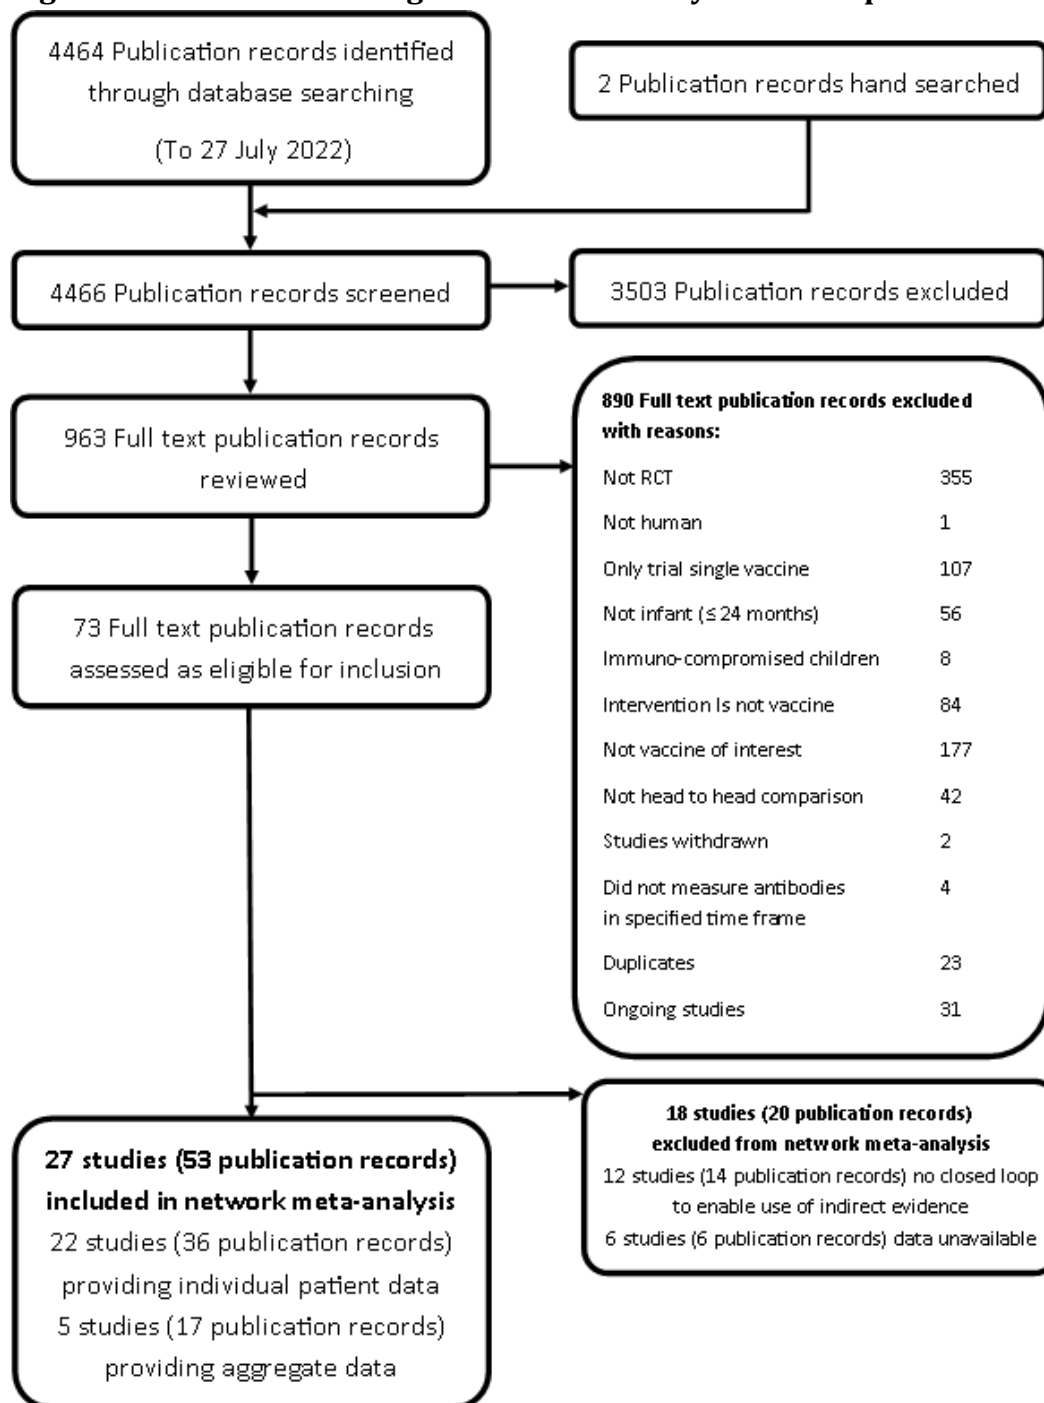 4464 Publication records identified
through database searching
(To 27 July 2022)
2 Publication records hand searched
4466 Publication records screened
3503 Publication records excluded
963 Full text publication records
reviewed
890 Full text publication records excluded
with reasons:
Not RCT 355
Not human 1
Only trial single vaccine 107
Not infant (≤ 24 months) 56
Immuno-compromised children 8
Intervention Is not vaccine 84
Not vaccine of interest 177
Not head to head comparison 42
Studies withdrawn 2
Did not measure antibodies 4
in specified time frame
Duplicates 23
Ongoing studies 31
73 Full text publication records
assessed as eligible for inclusion
18 studies (20 publication records)
excluded from network meta-analysis
12 studies (14 publication records) no closed loop
to enable use of indirect evidence
6 studies (6 publication records) data unavailable
27 studies (53 publication records)
included in network meta-analysis
22 studies (36 publication records)
providing individual patient data
5 studies (17 publication records)
providing aggregate data